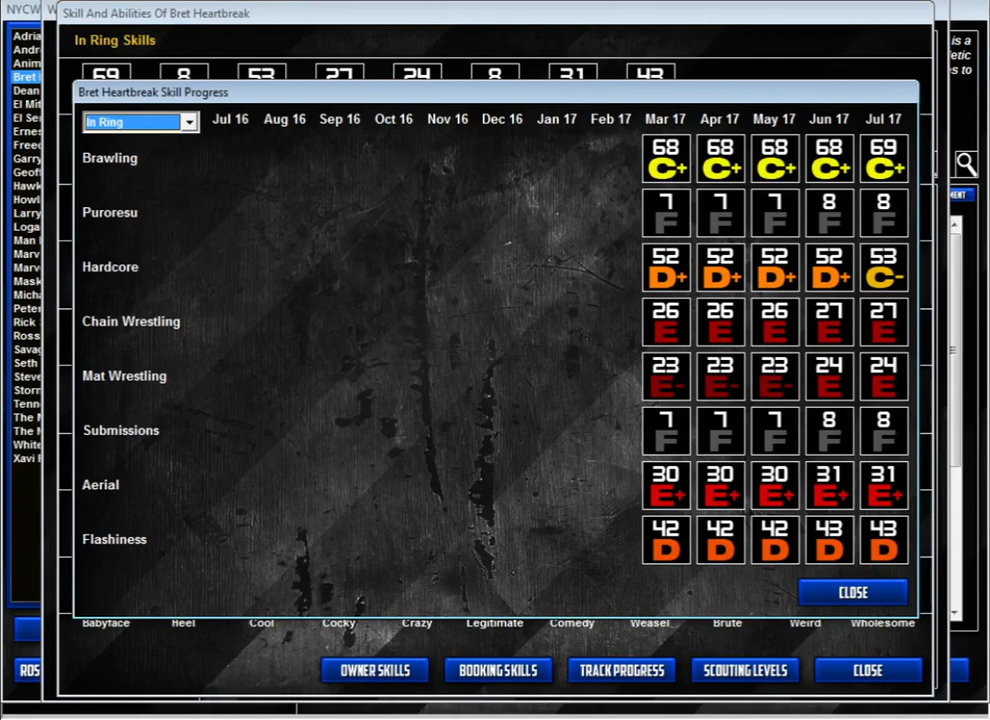 NYCW W
Skill And Abilities Of Bret Heartbreak
In Ring Skills
is a
to
69 8 53 27 24 8 31 43
Bret Heartbreak Skill Progress
In Ring Jul 16 Aug 16 Sep 16 Oct 16 Nov 16 Dec 16 Jan 17 Feb 17 Mar 17 Apr 17 May 17 Jun 17 Jul 17
Brawling 68 68 68 68 69
C+ C+ C+ C+ C+
Puroresu 7 7 7 8 8
F F F F F
Hardcore 52 52 52 52 53
D+ D+ D+ D+ C-
Chain Wrestling 26 26 26 27 27
E E E E E
Mat Wrestling 23 23 23 24 24
E- E- E- E E
Submissions 7 7 7 8 8
F F F F F
Aerial 30 30 30 31 31
E+ E+ E+ E+ E+
Flashiness 42 42 42 43 43
D D D D D
CLOSE
Babyface Heel Cool Cocky Crazy Legitimate Comedy Weasel Brute Weird Wholesome
ROS OWNER SKILLS BOOKING SKILLS TRACK PROGRESS SCOUTING LEVELS CLOSE
Adria
Andr
Anim
Bret
Dean
El Mit
El Se
Ernes
Freed
Garry
Geoff
Hawk
Howl
Larry
Loga
Man
Marv
Marv
Mask
Micha
Peter
Rick
Ross
Savag
Seth
Steve
Storn
Tenn
The M
The
White
Xavi